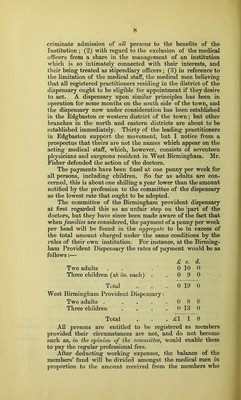 8
criminate admission of all persons to the benefits of the
Institution; (2) with regard to the exclusion of the medical
officers from a share in the management of an institution
which is so intimately connected with their interests, and
their being treated as stipendiary officers; (3) in reference to
the limitation of the medical staff, the medical men believing
that all registered practitioners residing in the district of the
dispensary ought to be eligible for appointment if they desire
to act. A dispensary upon similar principles has been in
operation for some months on the south side of the town, and
the dispensary now under consideration has been established
in the Edgbaston or western district of the town; but other
branches in the north and eastern districts are about to be
established immediately. Thirty of the leading practitioners
in Edgbaston support the movement, but I notice from a
prospectus that theirs are not the names which appear on the
acting medical staff, which, however, consists of seventeen
physicians and surgeons resident in West Birmingham. Mr.
Fisher defended the action of the doctors.
The payments have been fixed at one penny per week for
all persons, including children. So far as adults are con-
cerned, this is about one shilling a year lower than the amount
notified by the profession to the committee of the dispensary
as the lowest rate that ought to be adopted.
The committee of the Birmingham provident dispensary
at first regarded this as an unfair step on the part of the
doctors, but they have since been made aware of the fact that
when families are considered, the payment of a penny per week
per head will be found in the aggregate to be in excess of
the total amount charged under the same conditions by the
rules of their own institution. For instance, at the Birming-
ham Provident Dispensary the rates of payment would be as
follows:—
£ s. d.
Two adults . . . . 0 10 0
Three children (at 3s. each) . . 0 9 0
Total . . . 0 19 0
West Birmingham Provident Dispensary:
Two adults . . . . 0 8 8
Three children . . . 0 13 0
Total . . . £1 1 8
All persons are entitled to be registered as members
provided their circumstances are not, and do not become
such as, in the opinion of the committee, would enable them
to pay the regular professional fees.
After deducting working expenses, the balance of the
members' fund will be divided amongst the medical men in
proportion to the amount received from the members who